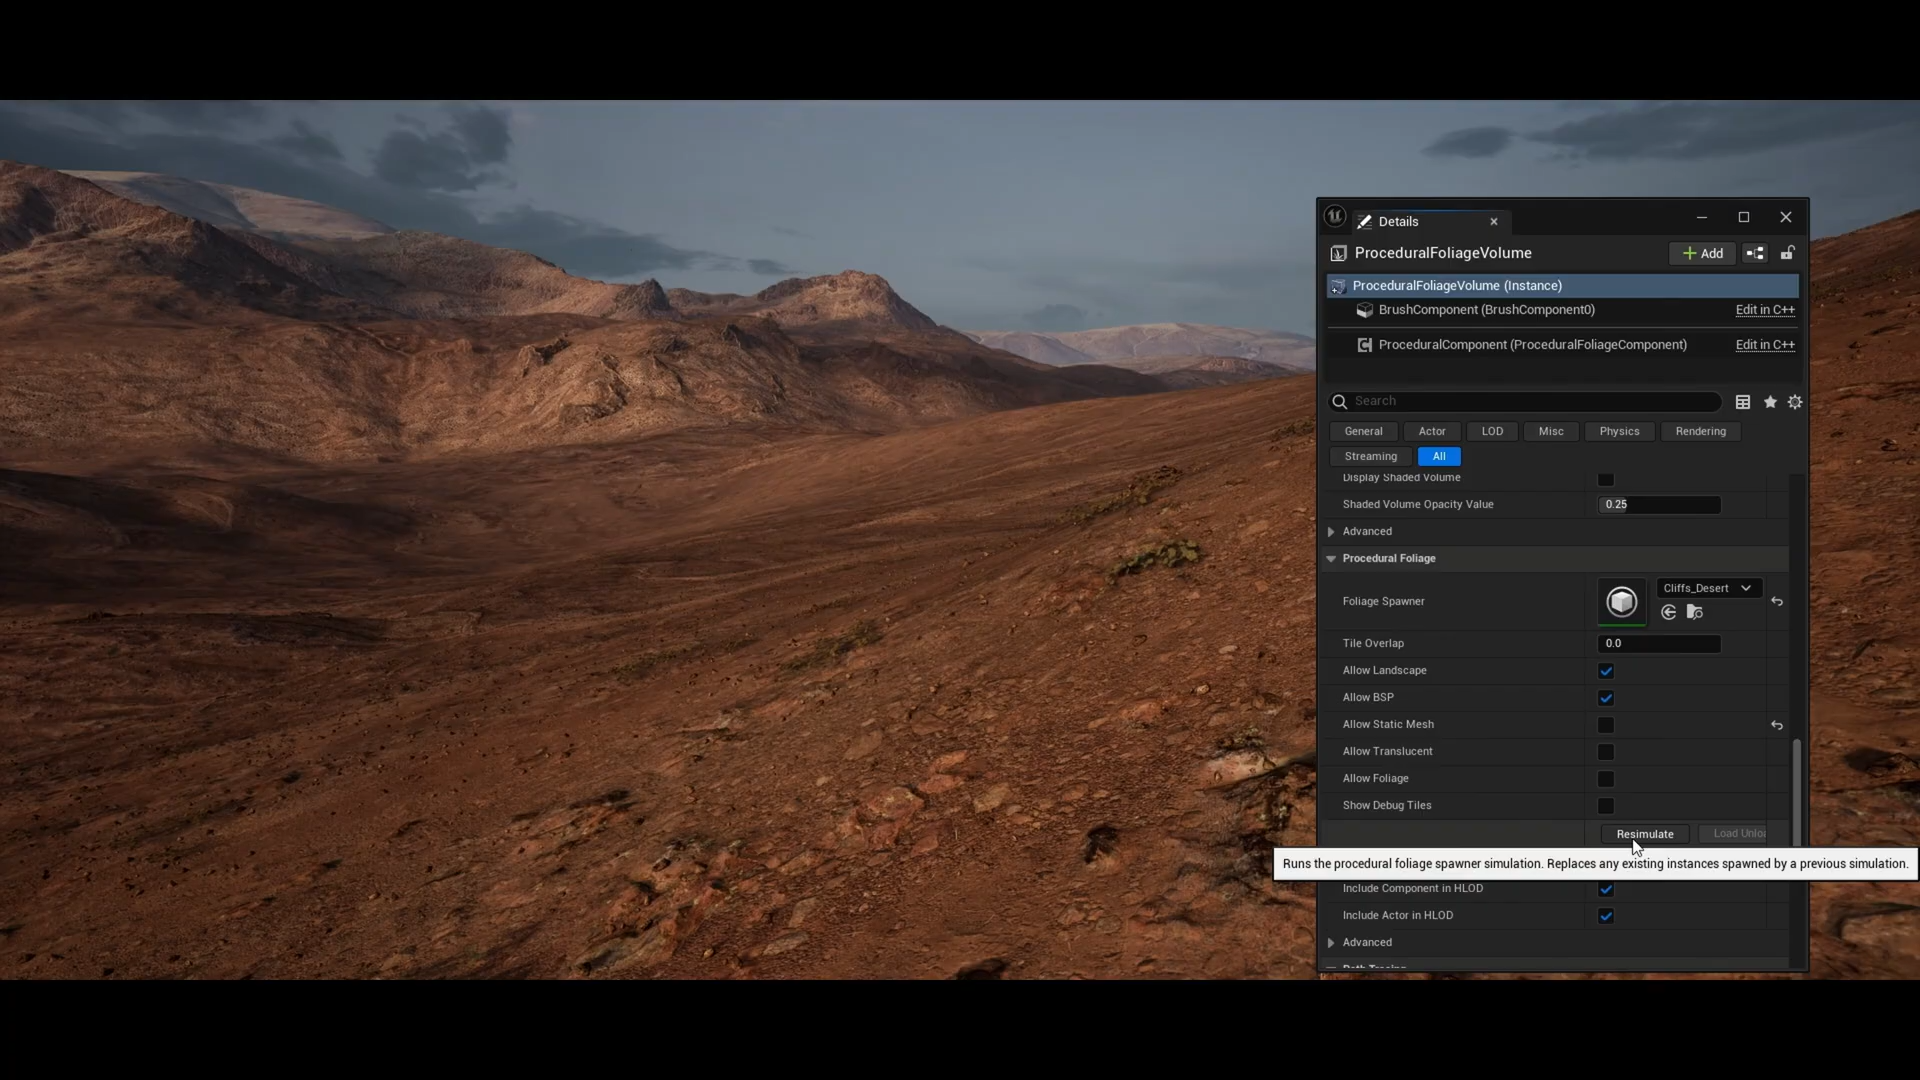 Details
ProceduralFoliageVolume
Add
ProceduralFoliageVolume (Instance)
BrushComponent (BrushComponent0) Edit in C++
ProceduralComponent (ProceduralFoliageComponent) Edit in C++
Search
General Actor LOD Misc Physics Rendering
Streaming All
Display Shaded Volume
Shaded Volume Opacity Value 0.25
Advanced
Procedural Foliage
Foliage Spawner Cliffs_Desert
Tile Overlap 0.0
Allow Landscape
Allow BSP
Allow Static Mesh
Allow Translucent
Allow Foliage
Show Debug Tiles
Resimulate Load Unlo
Runs the procedural foliage spawner simulation. Replaces any existing instances spawned by a previous simulation.
Include Component in HLOD
Include Actor in HLOD
Advanced
Path Tracing